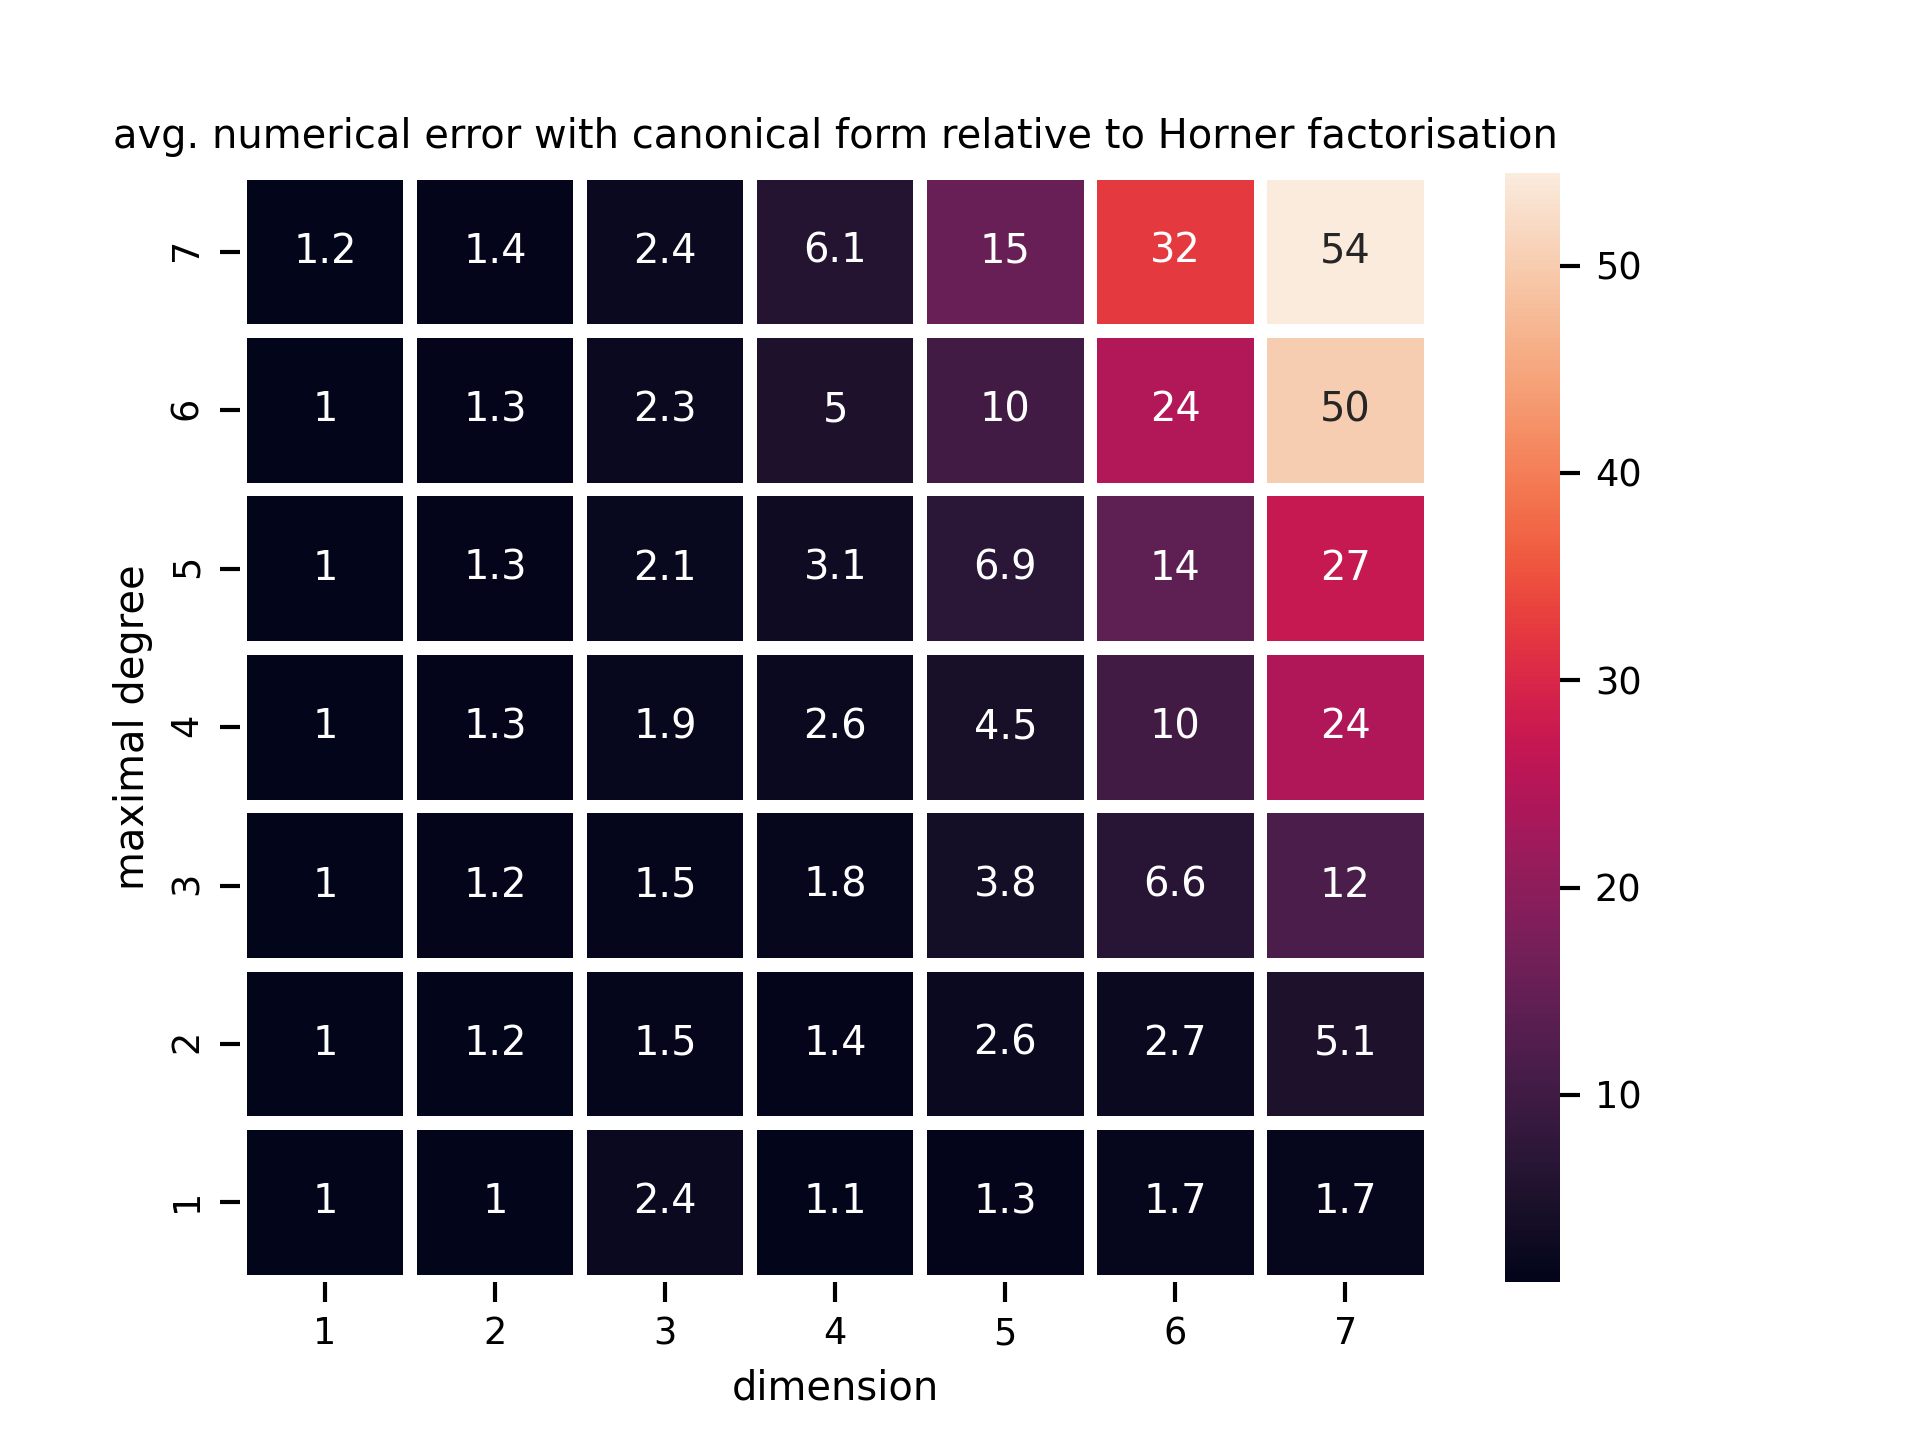 avg. numerical error with canonical form relative to Horner factorisation
7 1.2 1.4 2.4 6.1 15 32 54
6 1 1.3 2.3 5 10 24 50
5 1 1.3 2.1 3.1 6.9 14 27
4 1 1.3 1.9 2.6 4.5 10 24
3 1 1.2 1.5 1.8 3.8 6.6 12
2 1 1.2 1.5 1.4 2.6 2.7 5.1
1 1 1 2.4 1.1 1.3 1.7 1.7
1 2 3 4 5 6 7
dimension
maximal degree
50
40
30
20
10